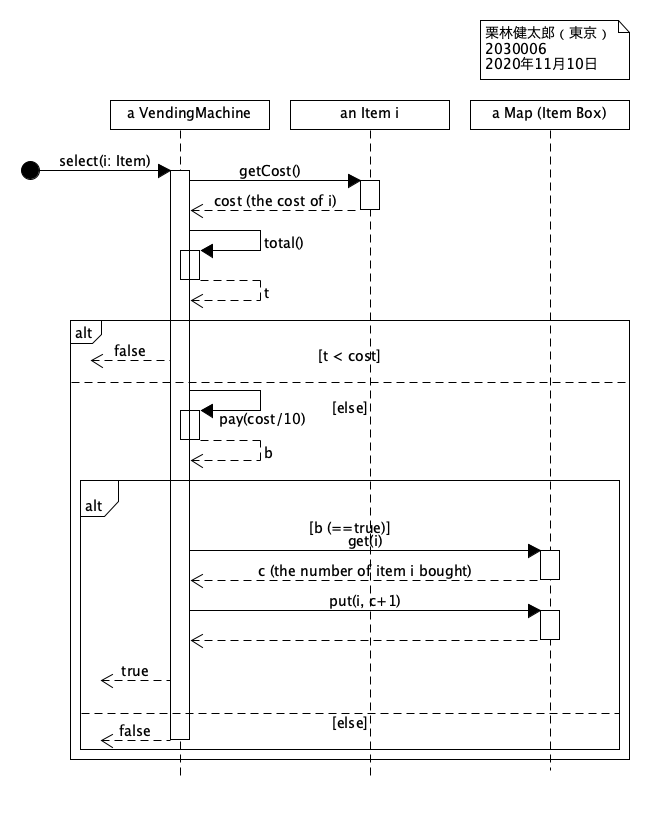 栗林健太郎（東京）
2030006
2020年11月10日
a VendingMachine
an Item i
a Map (Item Box)
select(i: Item)
getCost()
cost (the cost of i)
total()
t
alt
false
[t < cost]
[else]
pay(cost/10)
b
alt
[b (==true)]
get(i)
c (the number of item i bought)
put(i, c+1)
true
[else]
false